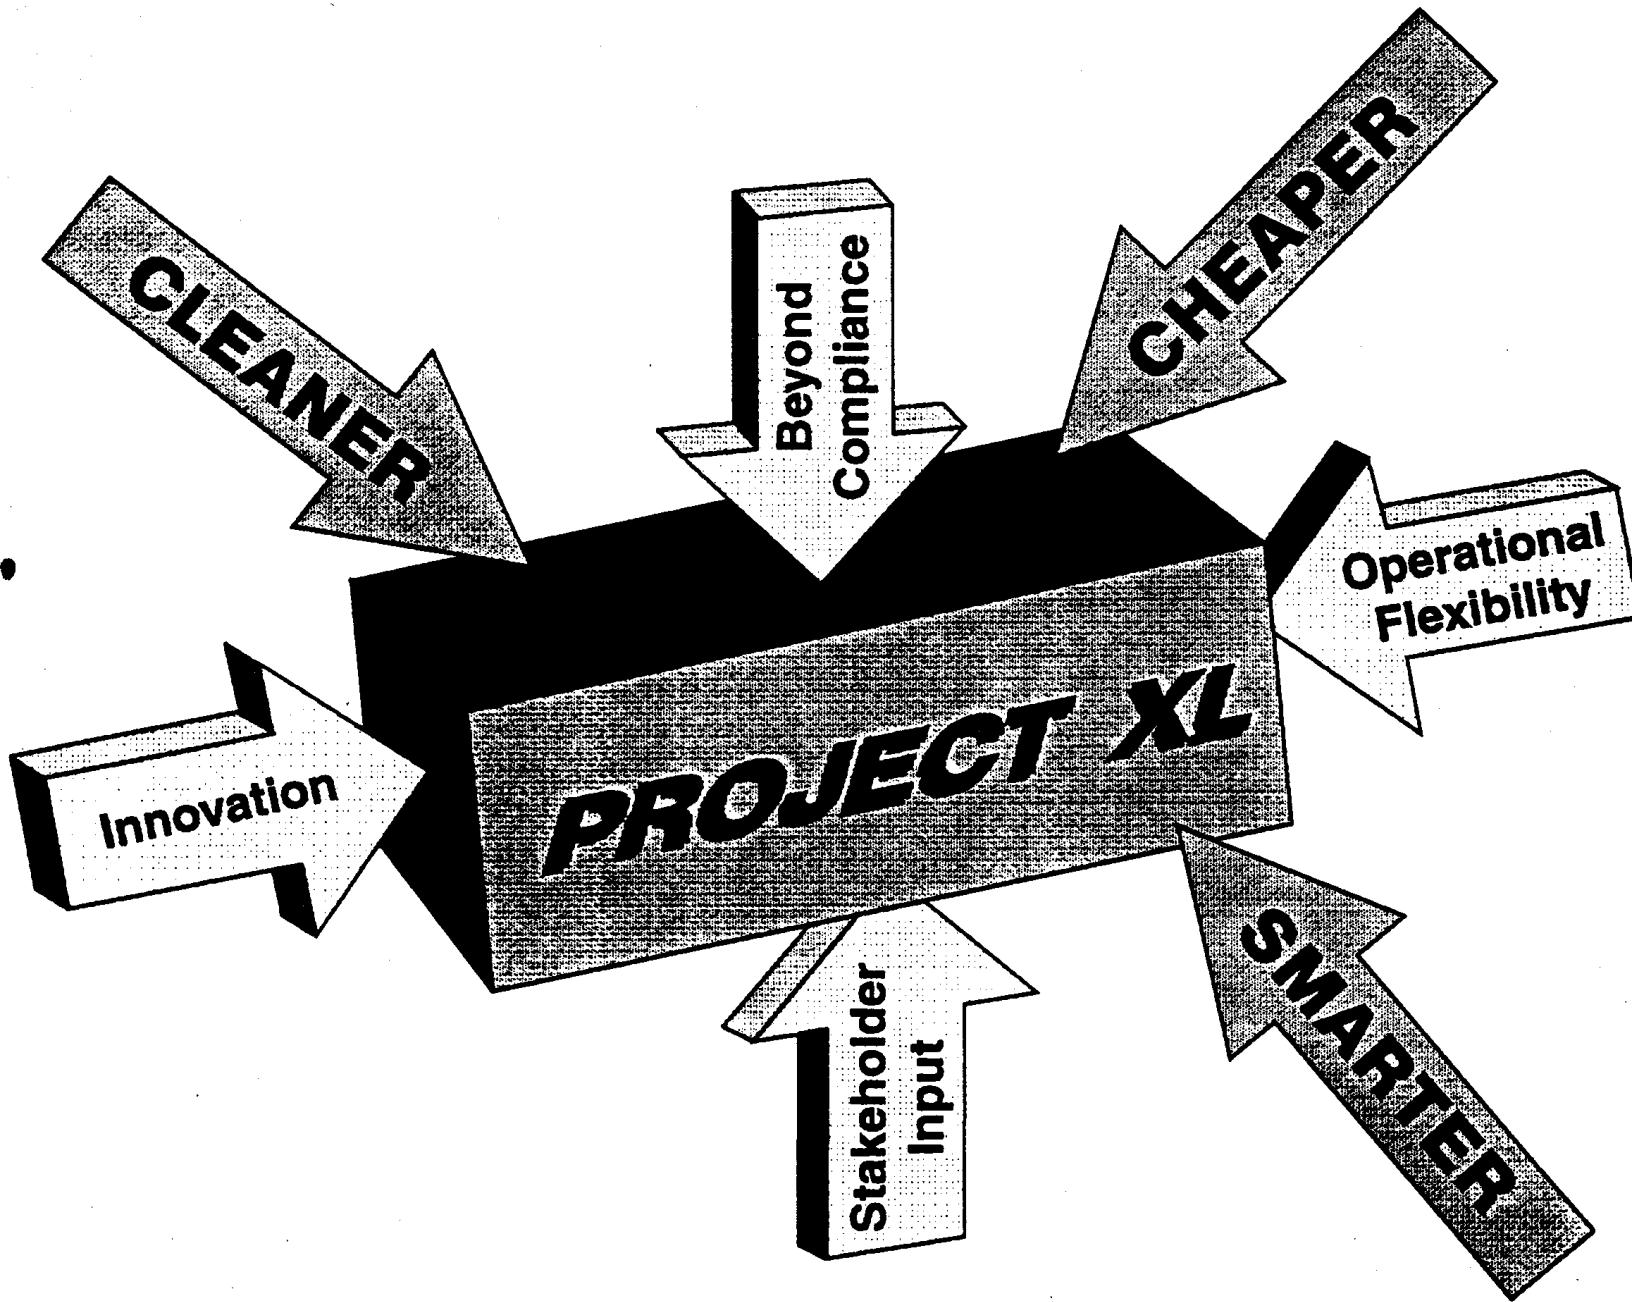 CHEAPER
CLEANER
Beyond
Compliance
Operational
Flexibility
PROJECT XL
Innovation
SMARTER
Stakeholder
Input